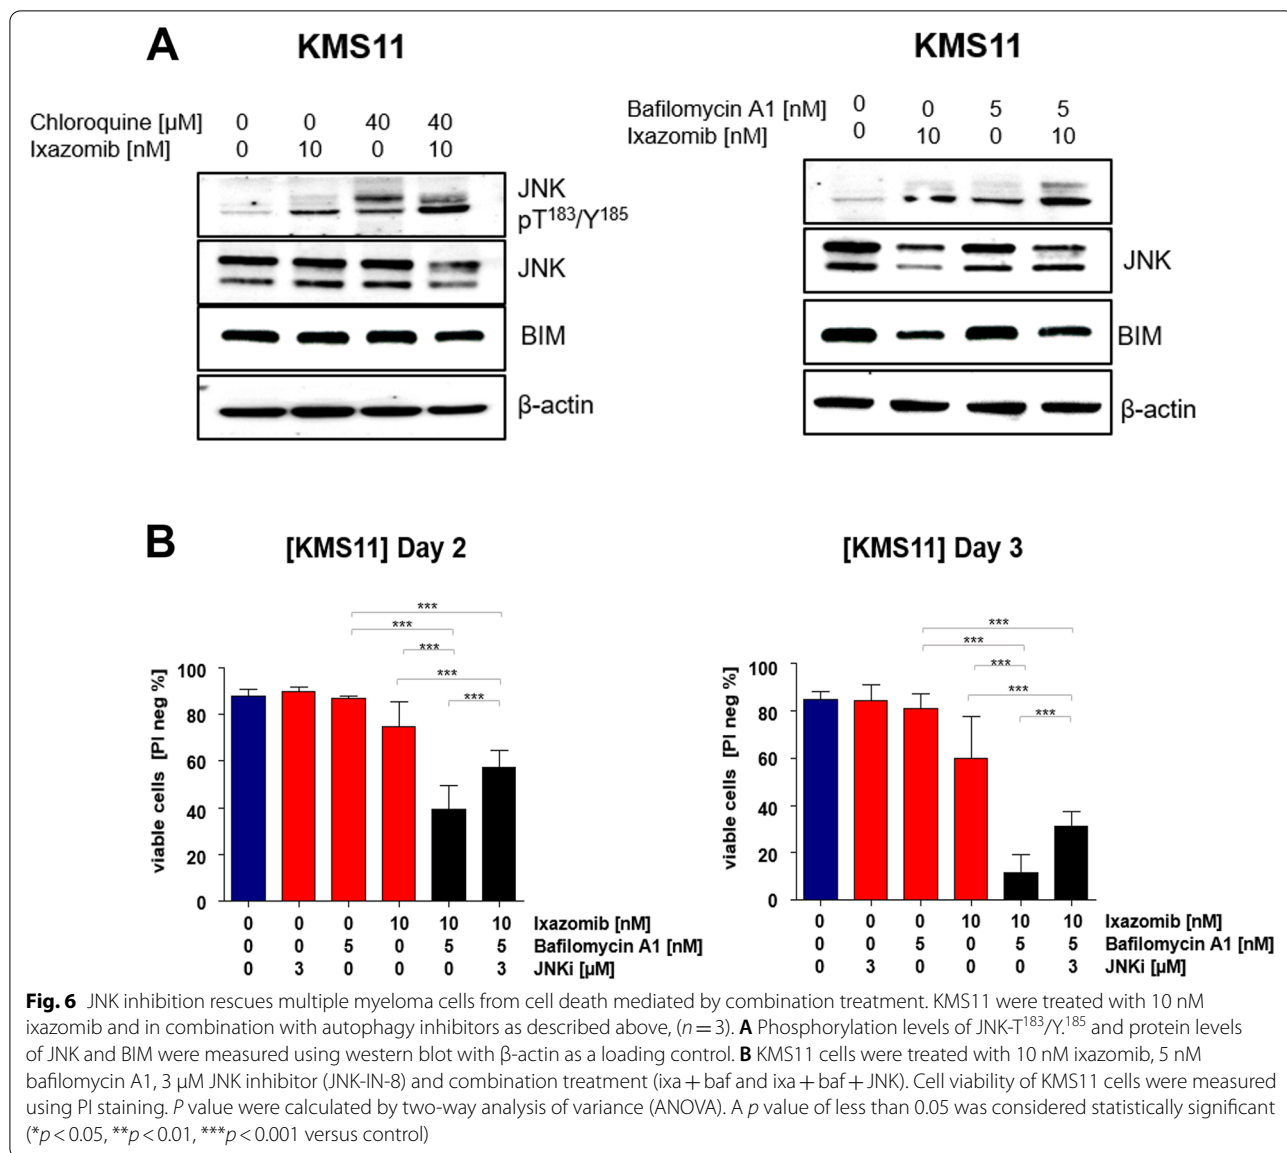 A
KMS11
Chloroquine [µM] 0 0 40 40
Ixazomib [nM] 0 10 0 10
JNK
pT¹⁸³/Y¹⁸⁵
JNK
BIM
β-actin
KMS11
Bafilomycin A1 [nM] 0 0 5 5
Ixazomib [nM] 0 10 0 10
JNK
BIM
β-actin
B
[KMS11] Day 2
***
***
***
***
***
viable cells [PI neg %]
100
80
60
40
20
0
0 0 0 10 10 10 Ixazomib [nM]
0 0 5 0 5 5 Bafilomycin A1 [nM]
0 3 0 0 0 3 JNKi [µM]
[KMS11] Day 3
***
***
***
***
***
viable cells [PI neg %]
100
80
60
40
20
0
0 0 0 10 10 10 Ixazomib [nM]
0 0 5 0 5 5 Bafilomycin A1 [nM]
0 3 0 0 0 3 JNKi [µM]
Fig. 6 JNK inhibition rescues multiple myeloma cells from cell death mediated by combination treatment. KMS11 were treated with 10 nM
ixazomib and in combination with autophagy inhibitors as described above, (n = 3). A Phosphorylation levels of JNK-T¹⁸³/Y.¹⁸⁵ and protein levels
of JNK and BIM were measured using western blot with β-actin as a loading control. B KMS11 cells were treated with 10 nM ixazomib, 5 nM
bafilomycin A1, 3 µM JNK inhibitor (JNK-IN-8) and combination treatment (ixa + baf and ixa + baf + JNK). Cell viability of KMS11 cells were measured
using PI staining. P value were calculated by two-way analysis of variance (ANOVA). A p value of less than 0.05 was considered statistically significant
(*p < 0.05, **p < 0.01, ***p < 0.001 versus control)